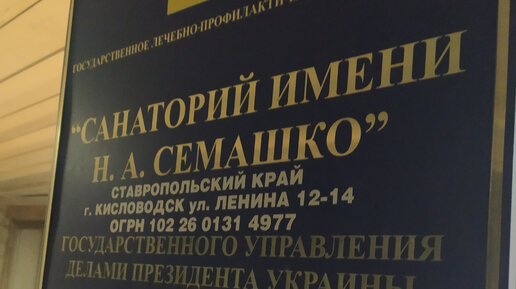 ГОСУДАРСТВЕННОЕ ЛЕЧЕБНО-ПРОФИЛАКТИ
"САНАТОРИЙ ИМЕНИ
Н. А. СЕМАШКО"
СТАВРОПОЛЬСКИЙ КРАЙ
г. КИСЛОВОДСК ул. ЛЕНИНА 12-14
ОГРН 102 26 0131 4977
ГОСУДАРСТВЕННОГО УПРАВЛЕНИЯ
ДЕЛАМИ ПРЕЗИДЕНТА УКРАИНЫ